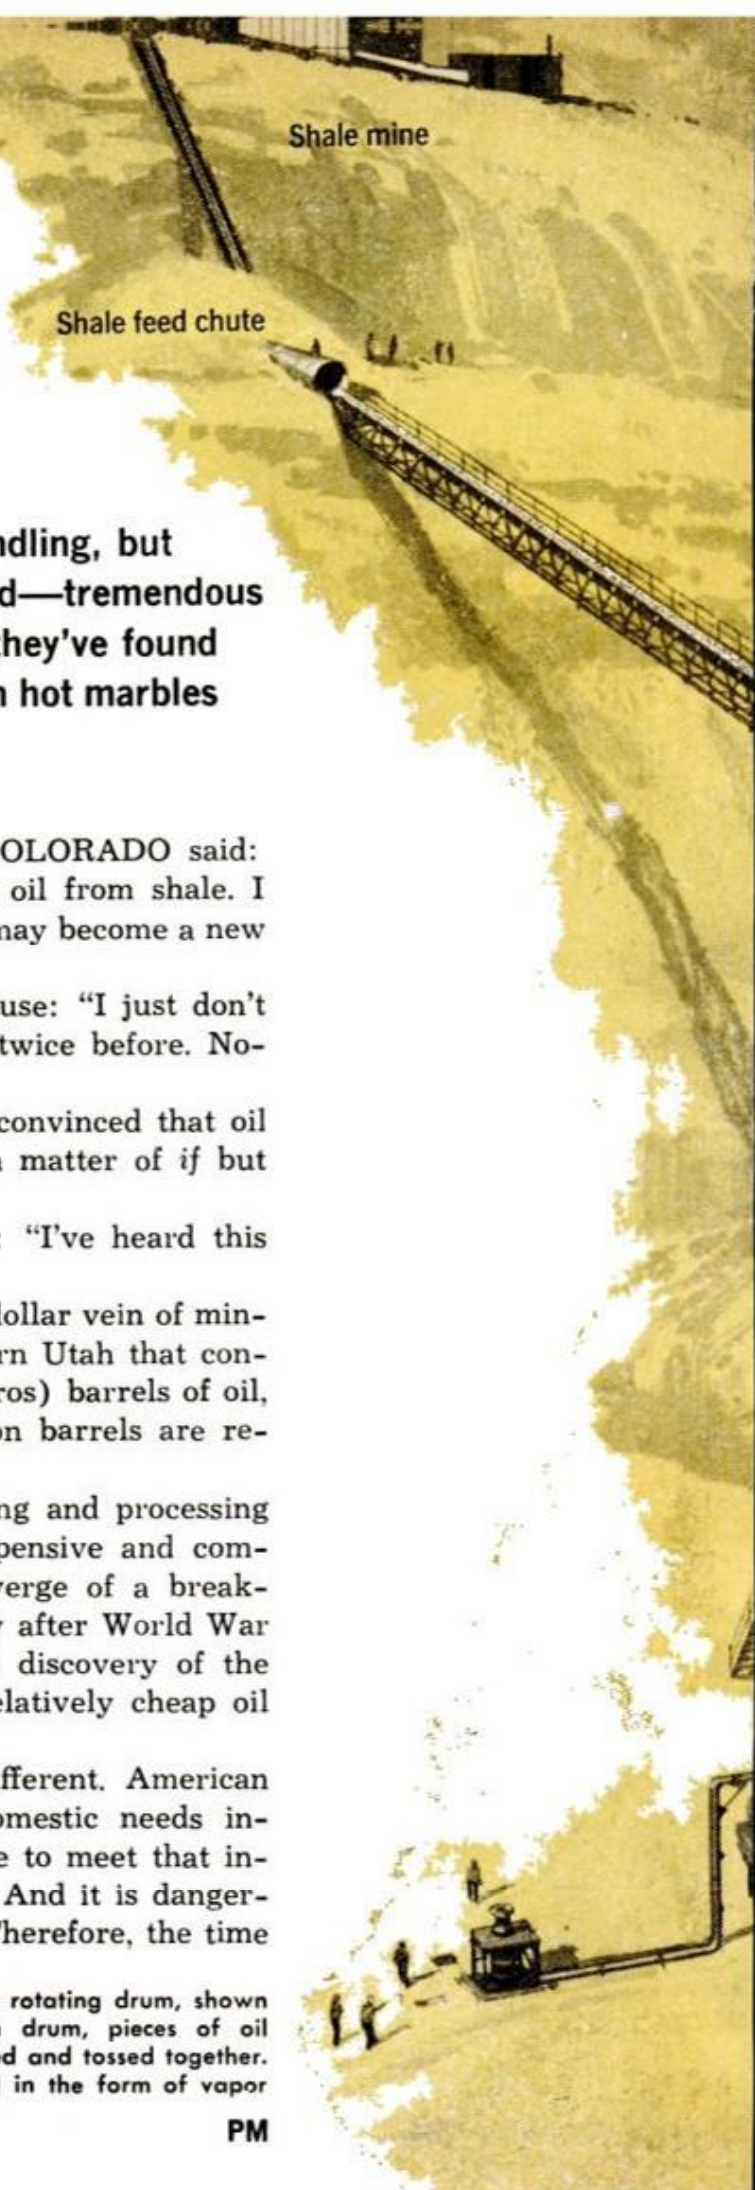 Shale mine
Shale feed chute
ndling, but
d—tremendous
they've found
n hot marbles
OLORADO said:
oil from shale. I
may become a new
use: “I just don't
twice before. No-
convinced that oil
a matter of if but
: “I've heard this
dollar vein of min-
rn Utah that con-
ros) barrels of oil,
on barrels are re-
ng and processing
pensive and com-
verge of a break-
y after World War
discovery of the
elatively cheap oil
fferent. American
omestic needs in-
e to meet that in-
And it is danger-
Therefore, the time
rotating drum, shown
drum, pieces of oil
d and tossed together.
in the form of vapor
PM